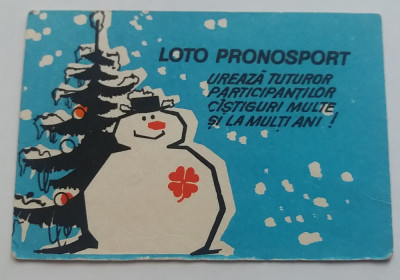 LOTO PRONOSPORT
UREAZĂ TUTUROR
PARTICIPANȚILOR
CÎȘTIGURI MULTE
ȘI LA MULȚI ANI !